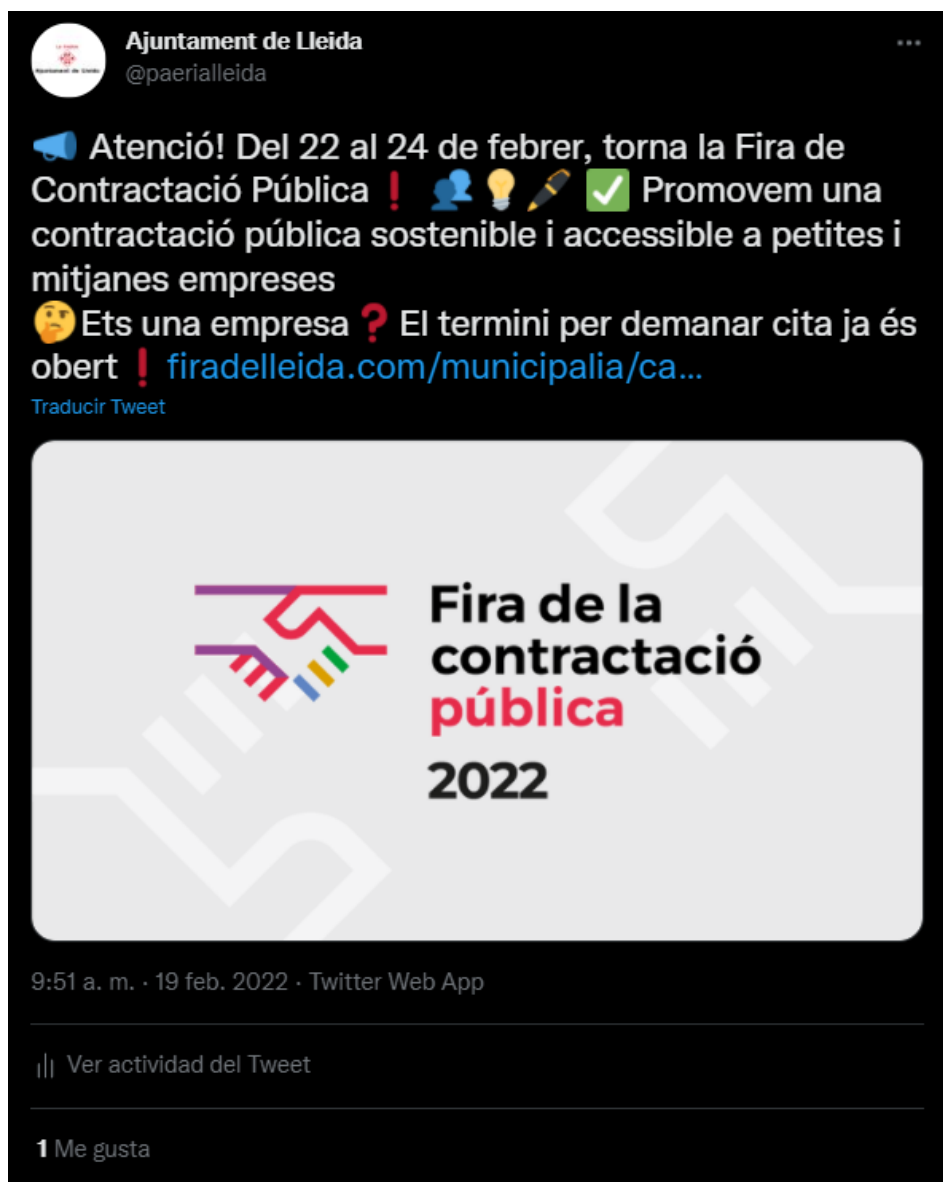 Ajuntament de Lleida
@paerialleida
📢 Atenció! Del 22 al 24 de febrer, torna la Fira de
Contractació Pública❗ 👥💡🖋️✅ Promovem una
contractació pública sostenible i accessible a petites i
mitjanes empreses
🤔Ets una empresa❓ El termini per demanar cita ja és
obert❗ firadelleida.com/municipalia/ca…
Traducir Tweet
Fira de la
contractació
pública
2022
9:51 a. m. · 19 feb. 2022 · Twitter Web App
Ver actividad del Tweet
1 Me gusta